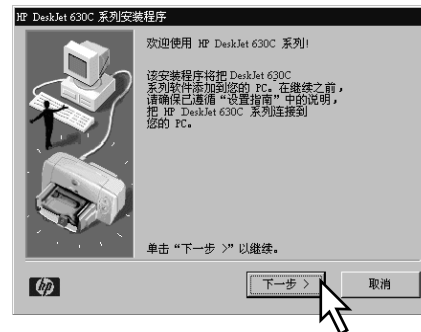 HP DeskJet 630C 系列安装程序
欢迎使用 HP DeskJet 630C 系列!
该安装程序将把 DeskJet 630C
系列软件添加到您的 PC。在继续之前，
请确保已遵循“设置指南”中的说明，
把 HP DeskJet 630C 系列连接到
您的 PC。
单击“下一步 >”以继续。
hp
下一步 >
取消